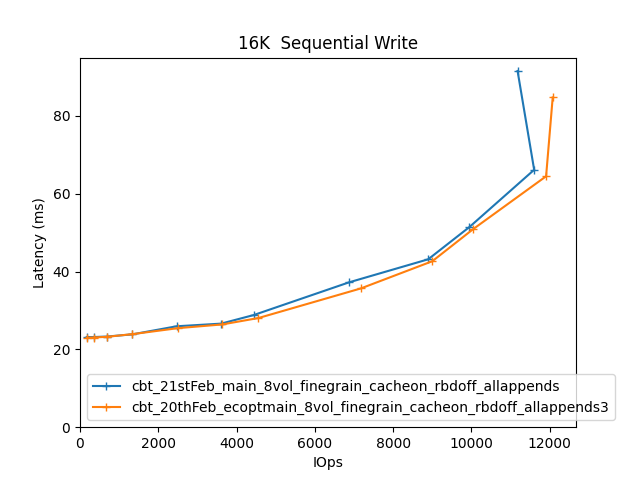 16K  Sequential Write
Latency (ms)
80
60
40
20
0
cbt_21stFeb_main_8vol_finegrain_cacheon_rbdoff_allappends
cbt_20thFeb_ecoptmain_8vol_finegrain_cacheon_rbdoff_allappends3
0 2000 4000 6000 8000 10000 12000
IOps